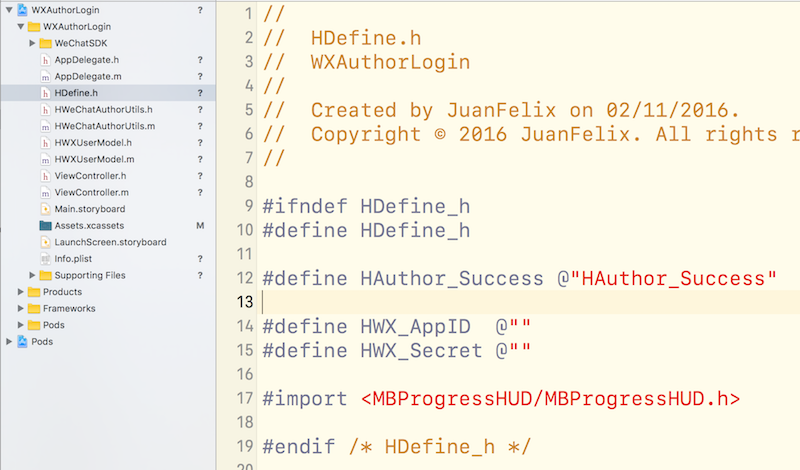 WXAuthorLogin ?
WXAuthorLogin
WeChatSDK
AppDelegate.h ?
AppDelegate.m ?
HDefine.h ?
HWeChatAuthorUtils.h ?
HWeChatAuthorUtils.m ?
HWXUserModel.h ?
HWXUserModel.m ?
ViewController.h ?
ViewController.m ?
Main.storyboard
Assets.xcassets M
LaunchScreen.storyboard
Info.plist ?
Supporting Files ?
Products
Frameworks
Pods
Pods
1 //
2 //  HDefine.h
3 //  WXAuthorLogin
4 //
5 //  Created by JuanFelix on 02/11/2016.
6 //  Copyright © 2016 JuanFelix. All rights r
7 //
8
9 #ifndef HDefine_h
10 #define HDefine_h
11
12 #define HAuthor_Success @"HAuthor_Success"
13
14 #define HWX_AppID  @""
15 #define HWX_Secret @""
16
17 #import <MBProgressHUD/MBProgressHUD.h>
18
19 #endif /* HDefine_h */
20